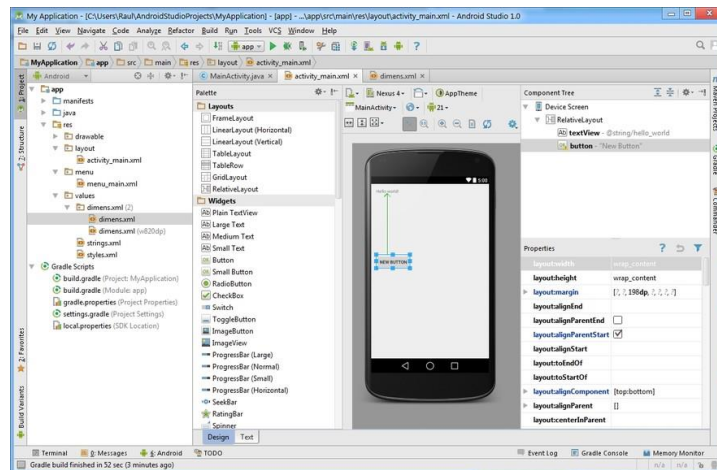 My Application - [C:\Users\Raul\AndroidStudioProjects\MyApplication] - [app] - ...\app\src\main\res\layout\activity_main.xml - Android Studio 1.0
File Edit View Navigate Code Analyze Refactor Build Run Tools VCS Window Help
app
MyApplication app src main res layout activity_main.xml
Android
MainActivity.java activity_main.xml dimens.xml
1: Project
Z: Structure
2: Favorites
Build Variants
app
manifests
java
res
drawable
layout
activity_main.xml
menu
menu_main.xml
values
dimens.xml (2)
dimens.xml
dimens.xml (w820dp)
strings.xml
styles.xml
Gradle Scripts
build.gradle (Project: MyApplication)
build.gradle (Module: app)
gradle.properties (Project Properties)
settings.gradle (Project Settings)
local.properties (SDK Location)
Palette
Layouts
FrameLayout
LinearLayout (Horizontal)
LinearLayout (Vertical)
TableLayout
TableRow
GridLayout
RelativeLayout
Widgets
Plain TextView
Large Text
Medium Text
Small Text
Button
Small Button
RadioButton
CheckBox
Switch
ToggleButton
ImageButton
ImageView
ProgressBar (Large)
ProgressBar (Normal)
ProgressBar (Small)
ProgressBar (Horizontal)
SeekBar
RatingBar
Spinner
Design Text
Nexus 4 AppTheme
MainActivity 21
5:00
Hello world!
NEW BUTTON
Component Tree
Device Screen
RelativeLayout
textView - @string/hello_world
button - "New Button"
Properties
layout:width wrap_content
layout:height wrap_content
layout:margin [?, ?, 198dp, ?, ?, ?, ?]
layout:alignEnd
layout:alignParentEnd
layout:alignParentStart
layout:alignStart
layout:toEndOf
layout:toStartOf
layout:alignComponent [top:bottom]
layout:alignParent []
layout:centerInParent
Maven Projects
Gradle
Commander
Terminal 0: Messages 6: Android TODO Event Log Gradle Console Memory Monitor
Gradle build finished in 52 sec (3 minutes ago) n/a n/a